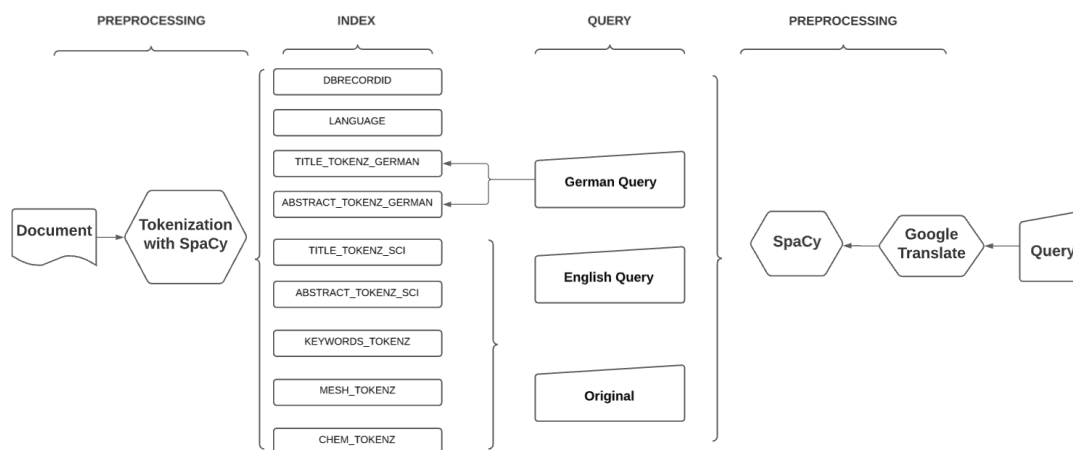 PREPROCESSING
INDEX
QUERY
PREPROCESSING
DBRECORDID
LANGUAGE
TITLE_TOKENZ_GERMAN
ABSTRACT_TOKENZ_GERMAN
TITLE_TOKENZ_SCI
ABSTRACT_TOKENZ_SCI
KEYWORDS_TOKENZ
MESH_TOKENZ
CHEM_TOKENZ
Document
Tokenization
with SpaCy
German Query
English Query
Original
SpaCy
Google
Translate
Query